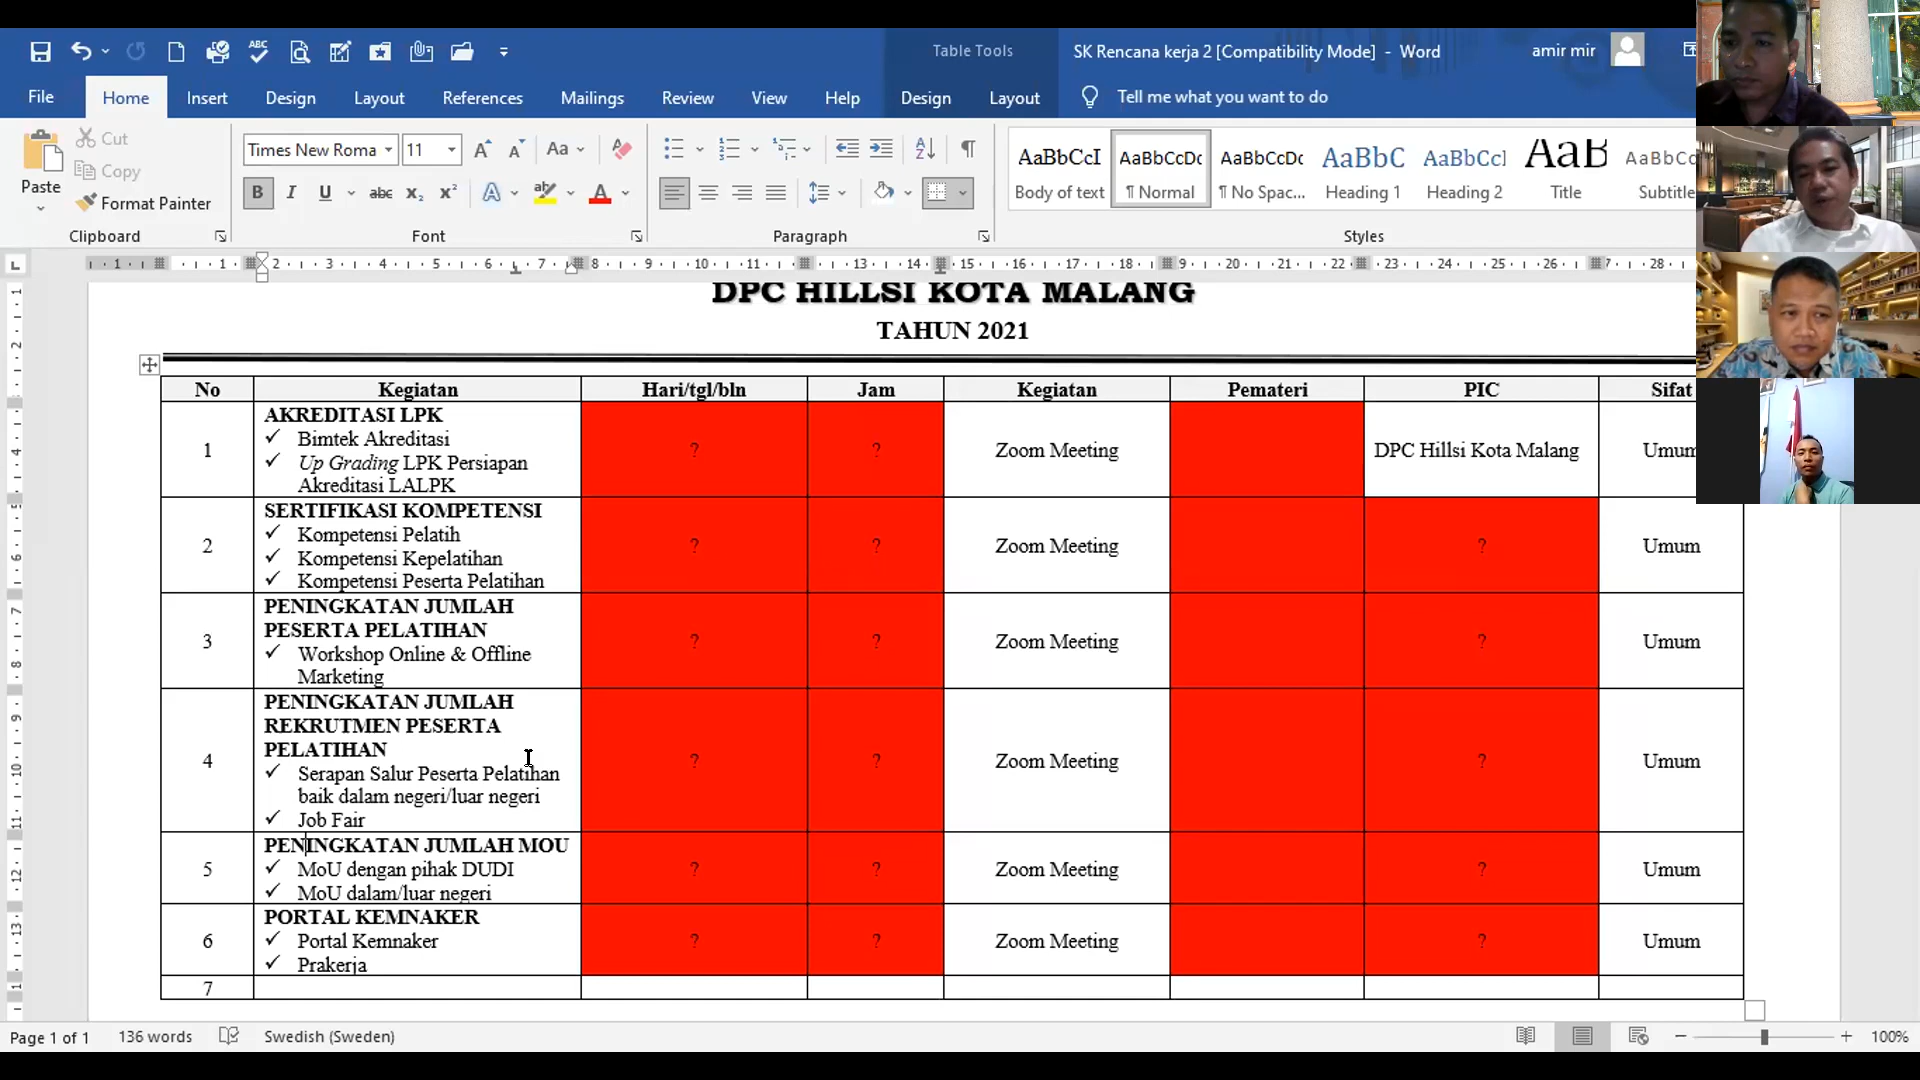 Table Tools
SK Rencana kerja 2 [Compatibility Mode] - Word
amir mir
File
Home
Insert
Design
Layout
References
Mailings
Review
View
Help
Design
Layout
Tell me what you want to do
Paste
Cut
Copy
Format Painter
Clipboard
Times New Roma
11
Font
Paragraph
AaBbCcI
Body of text
AaBbCcDc
¶ Normal
AaBbCcDc
¶ No Spac...
AaBbC
Heading 1
AaBbCcI
Heading 2
AaB
Title
AaBbCc
Subtitle
Styles
DPC HILLSI KOTA MALANG
TAHUN 2021
No Kegiatan Hari/tgl/bln Jam Kegiatan Pemateri PIC Sifat
1
AKREDITASI LPK
✓ Bimtek Akreditasi
✓ Up Grading LPK Persiapan
Akreditasi LALPK
? ? Zoom Meeting DPC Hillsi Kota Malang Umum
2
SERTIFIKASI KOMPETENSI
✓ Kompetensi Pelatih
✓ Kompetensi Kepelatihan
✓ Kompetensi Peserta Pelatihan
? ? Zoom Meeting ? Umum
3
PENINGKATAN JUMLAH
PESERTA PELATIHAN
✓ Workshop Online & Offline
Marketing
? ? Zoom Meeting ? Umum
4
PENINGKATAN JUMLAH
REKRUTMEN PESERTA
PELATIHAN
✓ Serapan Salur Peserta Pelatihan
baik dalam negeri/luar negeri
✓ Job Fair
? ? Zoom Meeting ? Umum
5
PENINGKATAN JUMLAH MOU
✓ MoU dengan pihak DUDI
✓ MoU dalam/luar negeri
? ? Zoom Meeting ? Umum
6
PORTAL KEMNAKER
✓ Portal Kemnaker
✓ Prakerja
? ? Zoom Meeting ? Umum
7
Page 1 of 1
136 words
Swedish (Sweden)
100%